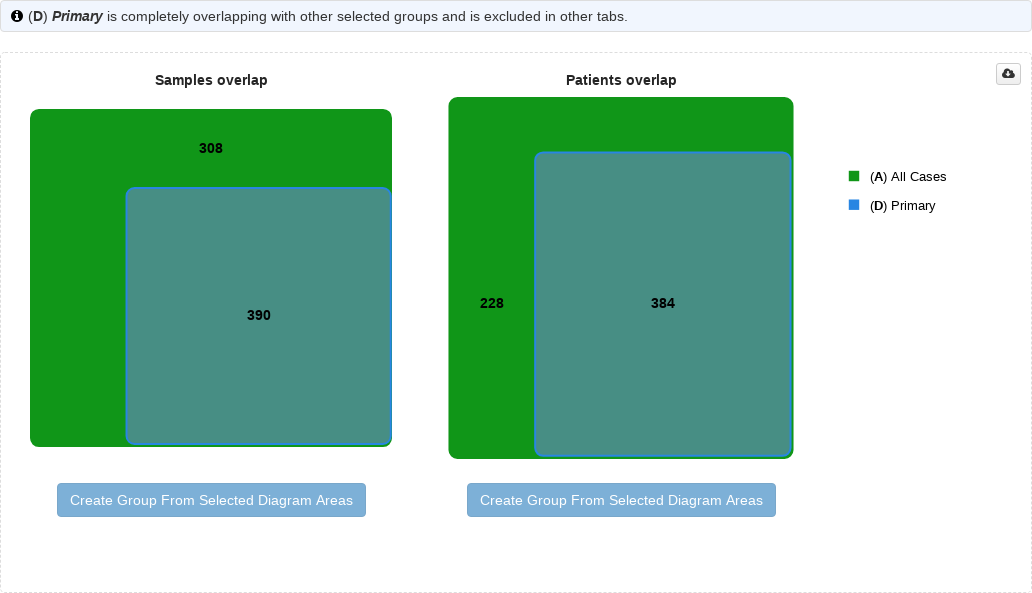 (D) Primary is completely overlapping with other selected groups and is excluded in other tabs.
Samples overlap
Patients overlap
308
390
228
384
(A) All Cases
(D) Primary
Create Group From Selected Diagram Areas
Create Group From Selected Diagram Areas